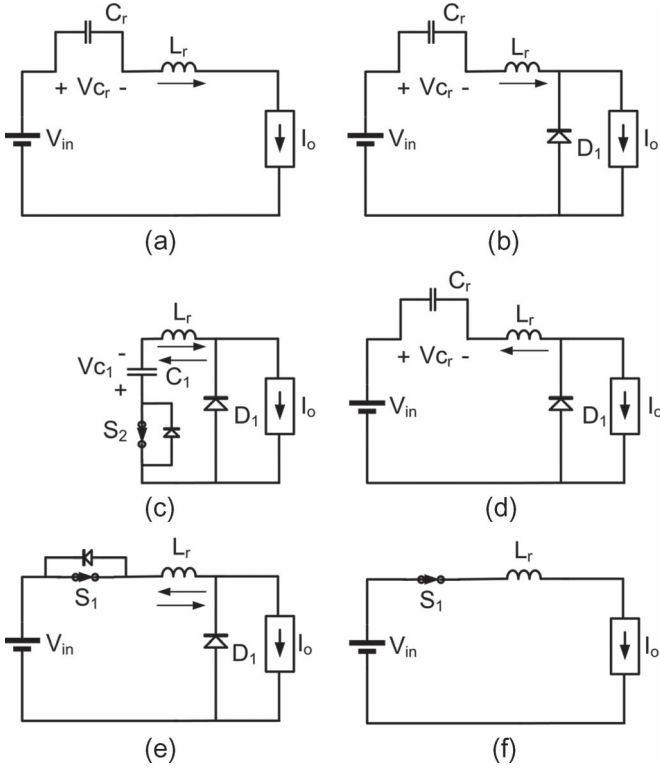 Cr
Lr
+ Vcr -
Vin
Io
(a)
Cr
Lr
+ Vcr -
Vin
D1
Io
(b)
Lr
-
Vc1
+
C1
S2
D1
Io
(c)
Cr
Lr
+ Vcr -
Vin
D1
Io
(d)
Lr
S1
Vin
D1
Io
(e)
Lr
S1
Vin
Io
(f)